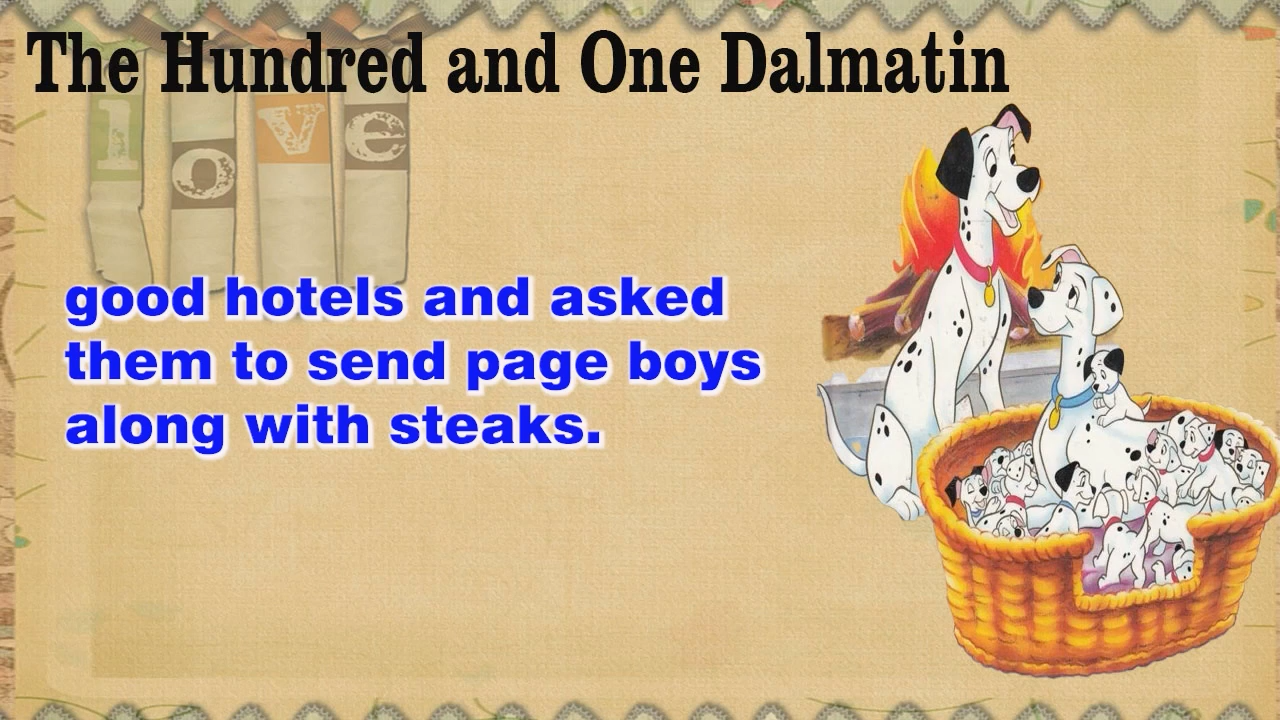 The Hundred and One Dalmatin
love
good hotels and asked
them to send page boys
along with steaks.